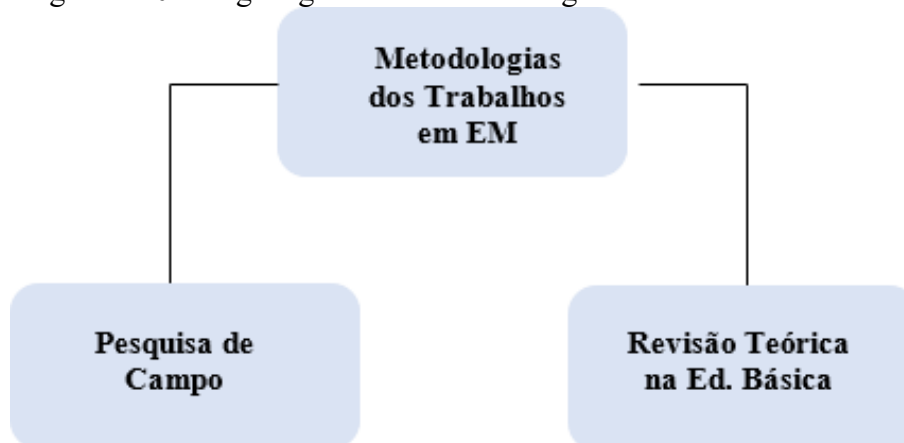 Metodologias
dos Trabalhos
em EM
Pesquisa de
Campo
Revisão Teórica
na Ed. Básica